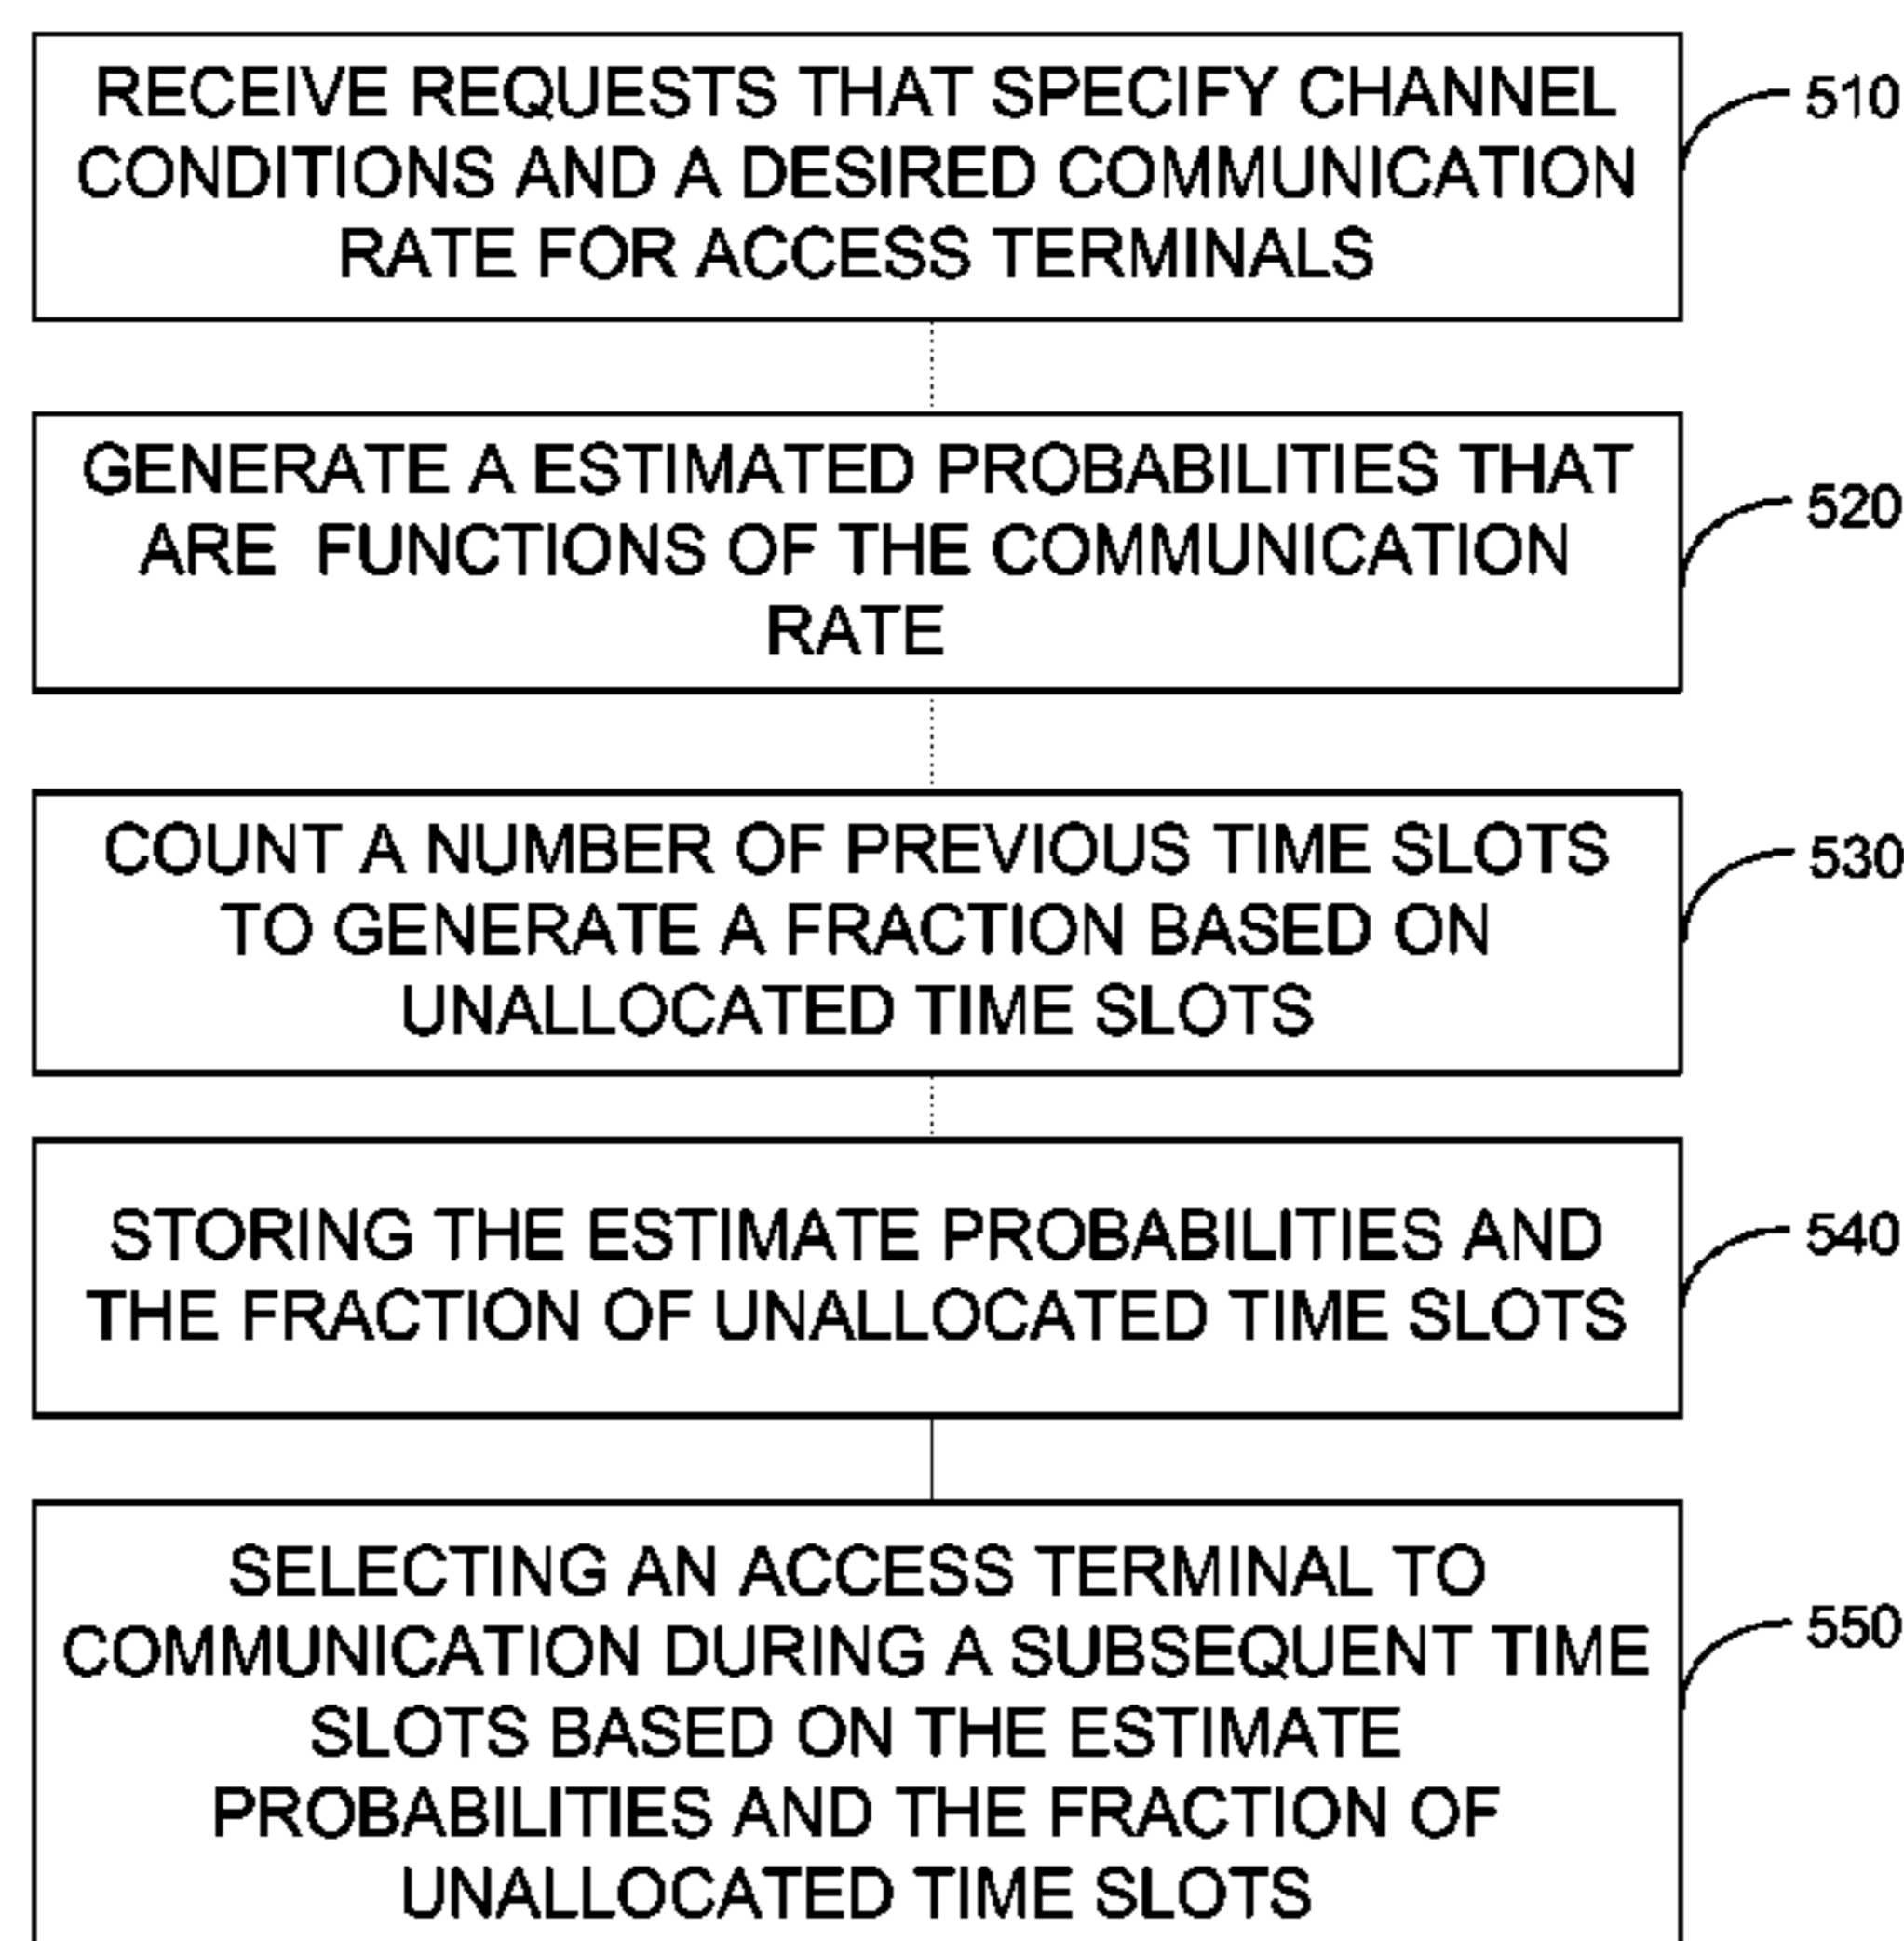 RECEIVE REQUESTS THAT SPECIFY CHANNEL
CONDITIONS AND A DESIRED COMMUNICATION
RATE FOR ACCESS TERMINALS
510
GENERATE A ESTIMATED PROBABILITIES THAT
ARE FUNCTIONS OF THE COMMUNICATION
RATE
520
COUNT A NUMBER OF PREVIOUS TIME SLOTS
TO GENERATE A FRACTION BASED ON
UNALLOCATED TIME SLOTS
530
STORING THE ESTIMATE PROBABILITIES AND
THE FRACTION OF UNALLOCATED TIME SLOTS
540
SELECTING AN ACCESS TERMINAL TO
COMMUNICATION DURING A SUBSEQUENT TIME
SLOTS BASED ON THE ESTIMATE
PROBABILITIES AND THE FRACTION OF
UNALLOCATED TIME SLOTS
550